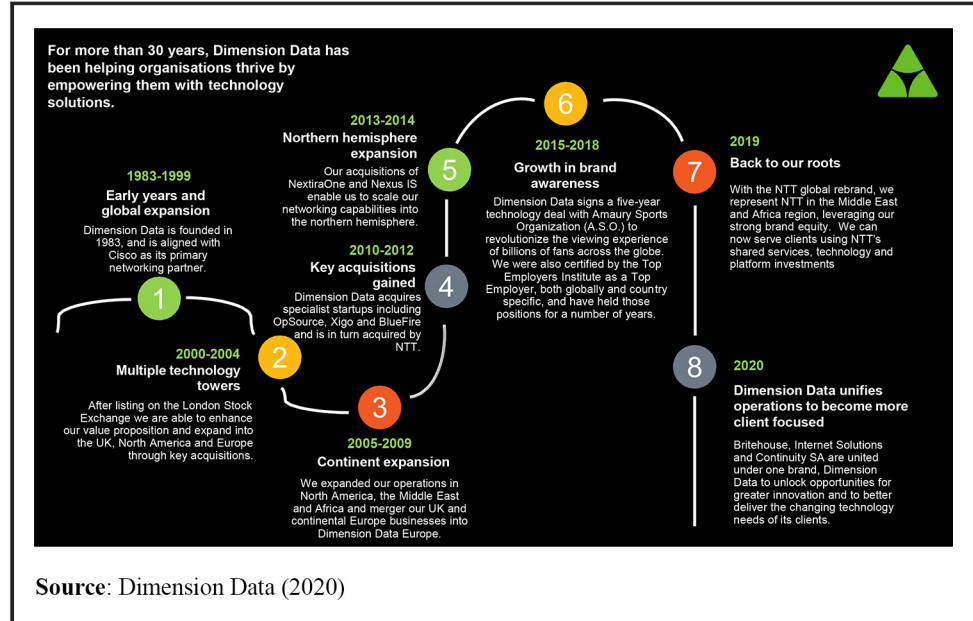 For more than 30 years, Dimension Data has
been helping organisations thrive by
empowering them with technology
solutions.
1983-1999
Early years and
global expansion
Dimension Data is founded in
1983, and is aligned with
Cisco as its primary
networking partner.
1
2000-2004
Multiple technology
towers
After listing on the London Stock
Exchange we are able to enhance
our value proposition and expand into
the UK, North America and Europe
through key acquisitions.
2
3
2005-2009
Continent expansion
We expanded our operations in
North America, the Middle East
and Africa and merger our UK and
continental Europe businesses into
Dimension Data Europe.
2010-2012
Key acquisitions
gained
Dimension Data acquires
specialist startups including
OpSource, Xigo and BlueFire
and is in turn acquired by
NTT.
4
2013-2014
Northern hemisphere
expansion
Our acquisitions of
NextiraOne and Nexus IS
enable us to scale our
networking capabilities into
the northern hemisphere.
5
6
2015-2018
Growth in brand
awareness
Dimension Data signs a five-year
technology deal with Amaury Sports
Organization (A.S.O.) to
revolutionize the viewing experience
of billions of fans across the globe.
We were also certified by the Top
Employers Institute as a Top
Employer, both globally and country
specific, and have held those
positions for a number of years.
7
2019
Back to our roots
With the NTT global rebrand, we
represent NTT in the Middle East
and Africa region, leveraging our
strong brand equity. We can
now serve clients using NTT's
shared services, technology and
platform investments
8
2020
Dimension Data unifies
operations to become more
client focused
Britehouse, Internet Solutions
and Continuity SA are united
under one brand, Dimension
Data to unlock opportunities for
greater innovation and to better
deliver the changing technology
needs of its clients.
Source: Dimension Data (2020)